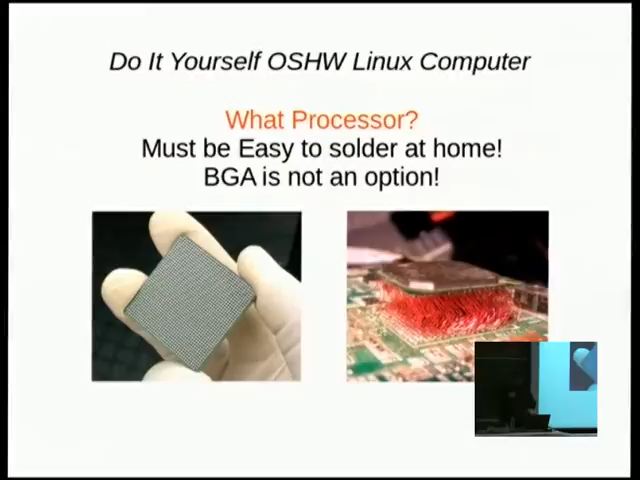 Do It Yourself OSHW Linux Computer
What Processor?
Must be Easy to solder at home!
BGA is not an option!